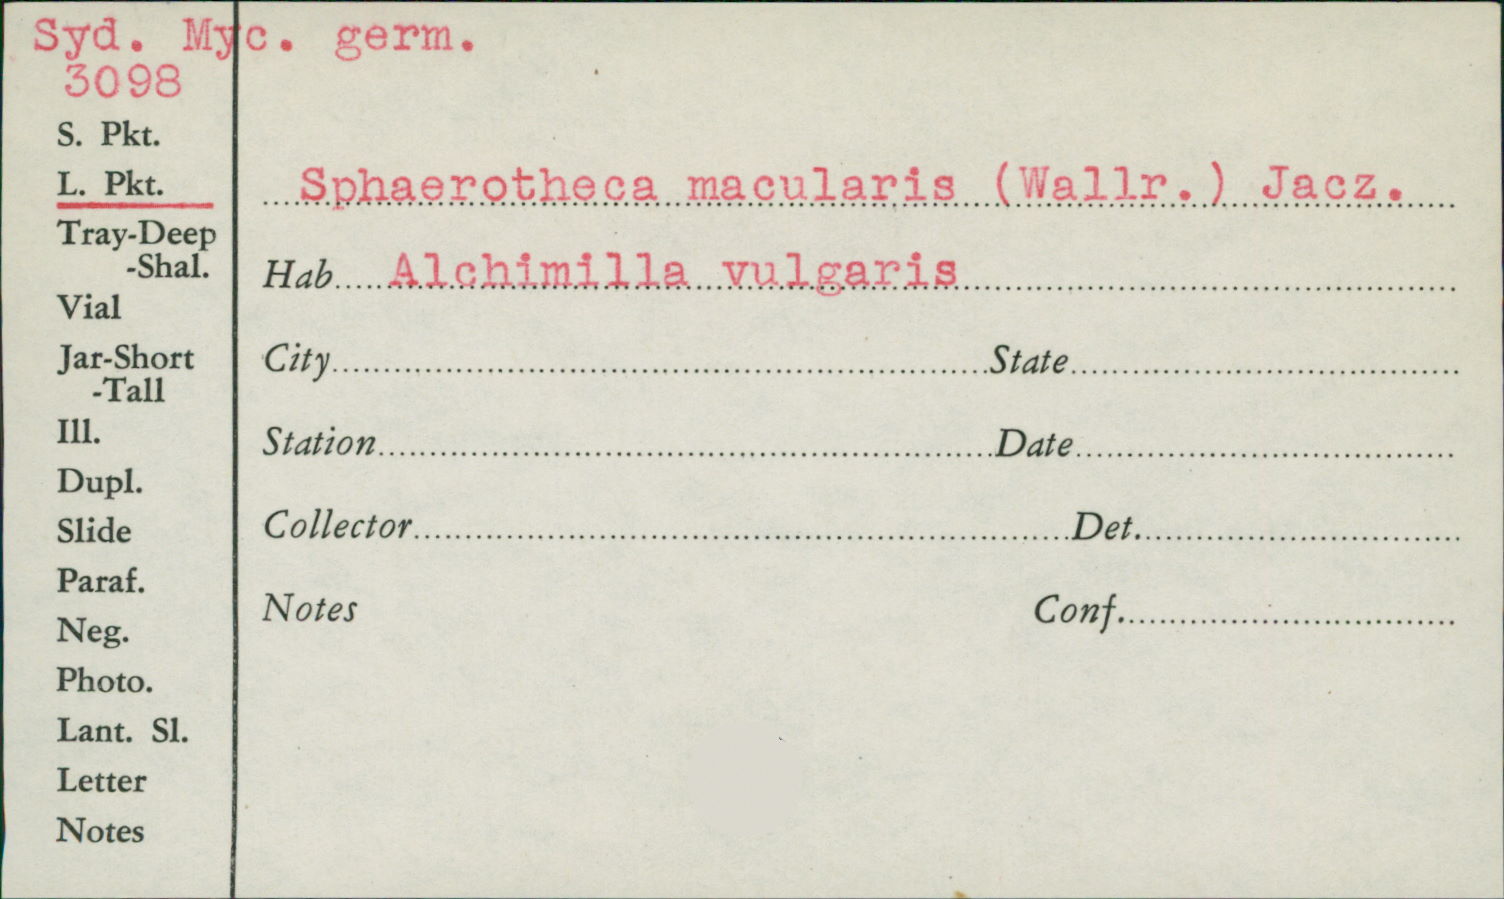 Syd. Myc. germ.
3098
S. Pkt.
L. Pkt.
Tray-Deep
-Shal.
Vial
Jar-Short
-Tall
Ill.
Dupl.
Slide
Paraf.
Neg.
Photo.
Lant. Sl.
Letter
Notes
Sphaerotheca macularis (Wallr.) Jacz.
Hab. Alchimilla vulgaris
City State
Station Date
Collector Det.
Notes Conf.